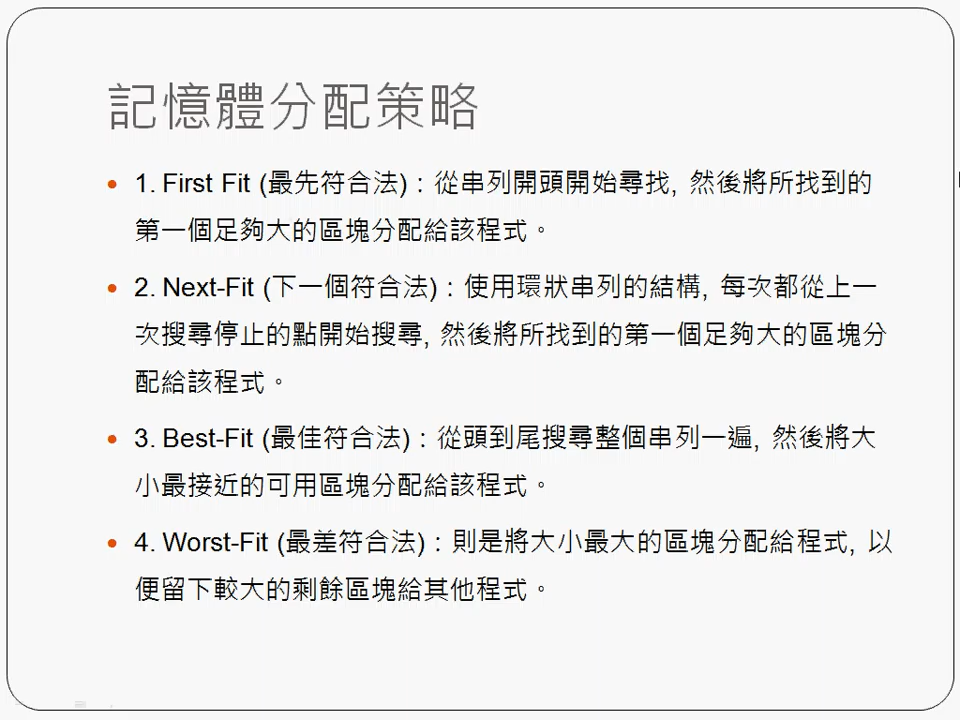 記憶體分配策略
• 1. First Fit (最先符合法)：從串列開頭開始尋找, 然後將所找到的
第一個足夠大的區塊分配給該程式。
• 2. Next-Fit (下一個符合法)：使用環狀串列的結構, 每次都從上一
次搜尋停止的點開始搜尋, 然後將所找到的第一個足夠大的區塊分
配給該程式。
• 3. Best-Fit (最佳符合法)：從頭到尾搜尋整個串列一遍, 然後將大
小最接近的可用區塊分配給該程式。
• 4. Worst-Fit (最差符合法)：則是將大小最大的區塊分配給程式, 以
便留下較大的剩餘區塊給其他程式。